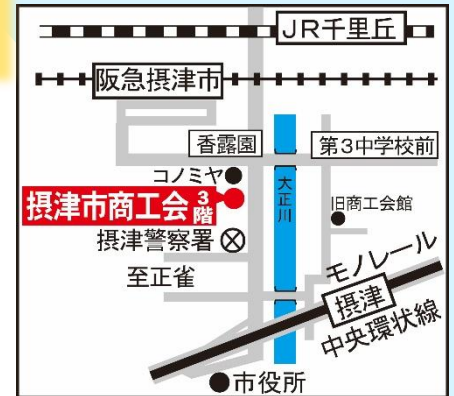 JR千里丘
阪急摂津市
香露園
第3中学校前
コノミヤ
大正川
摂津市商工会 3階
旧商工会館
摂津警察署
モノレール
至正雀
摂津
中央環状線
市役所